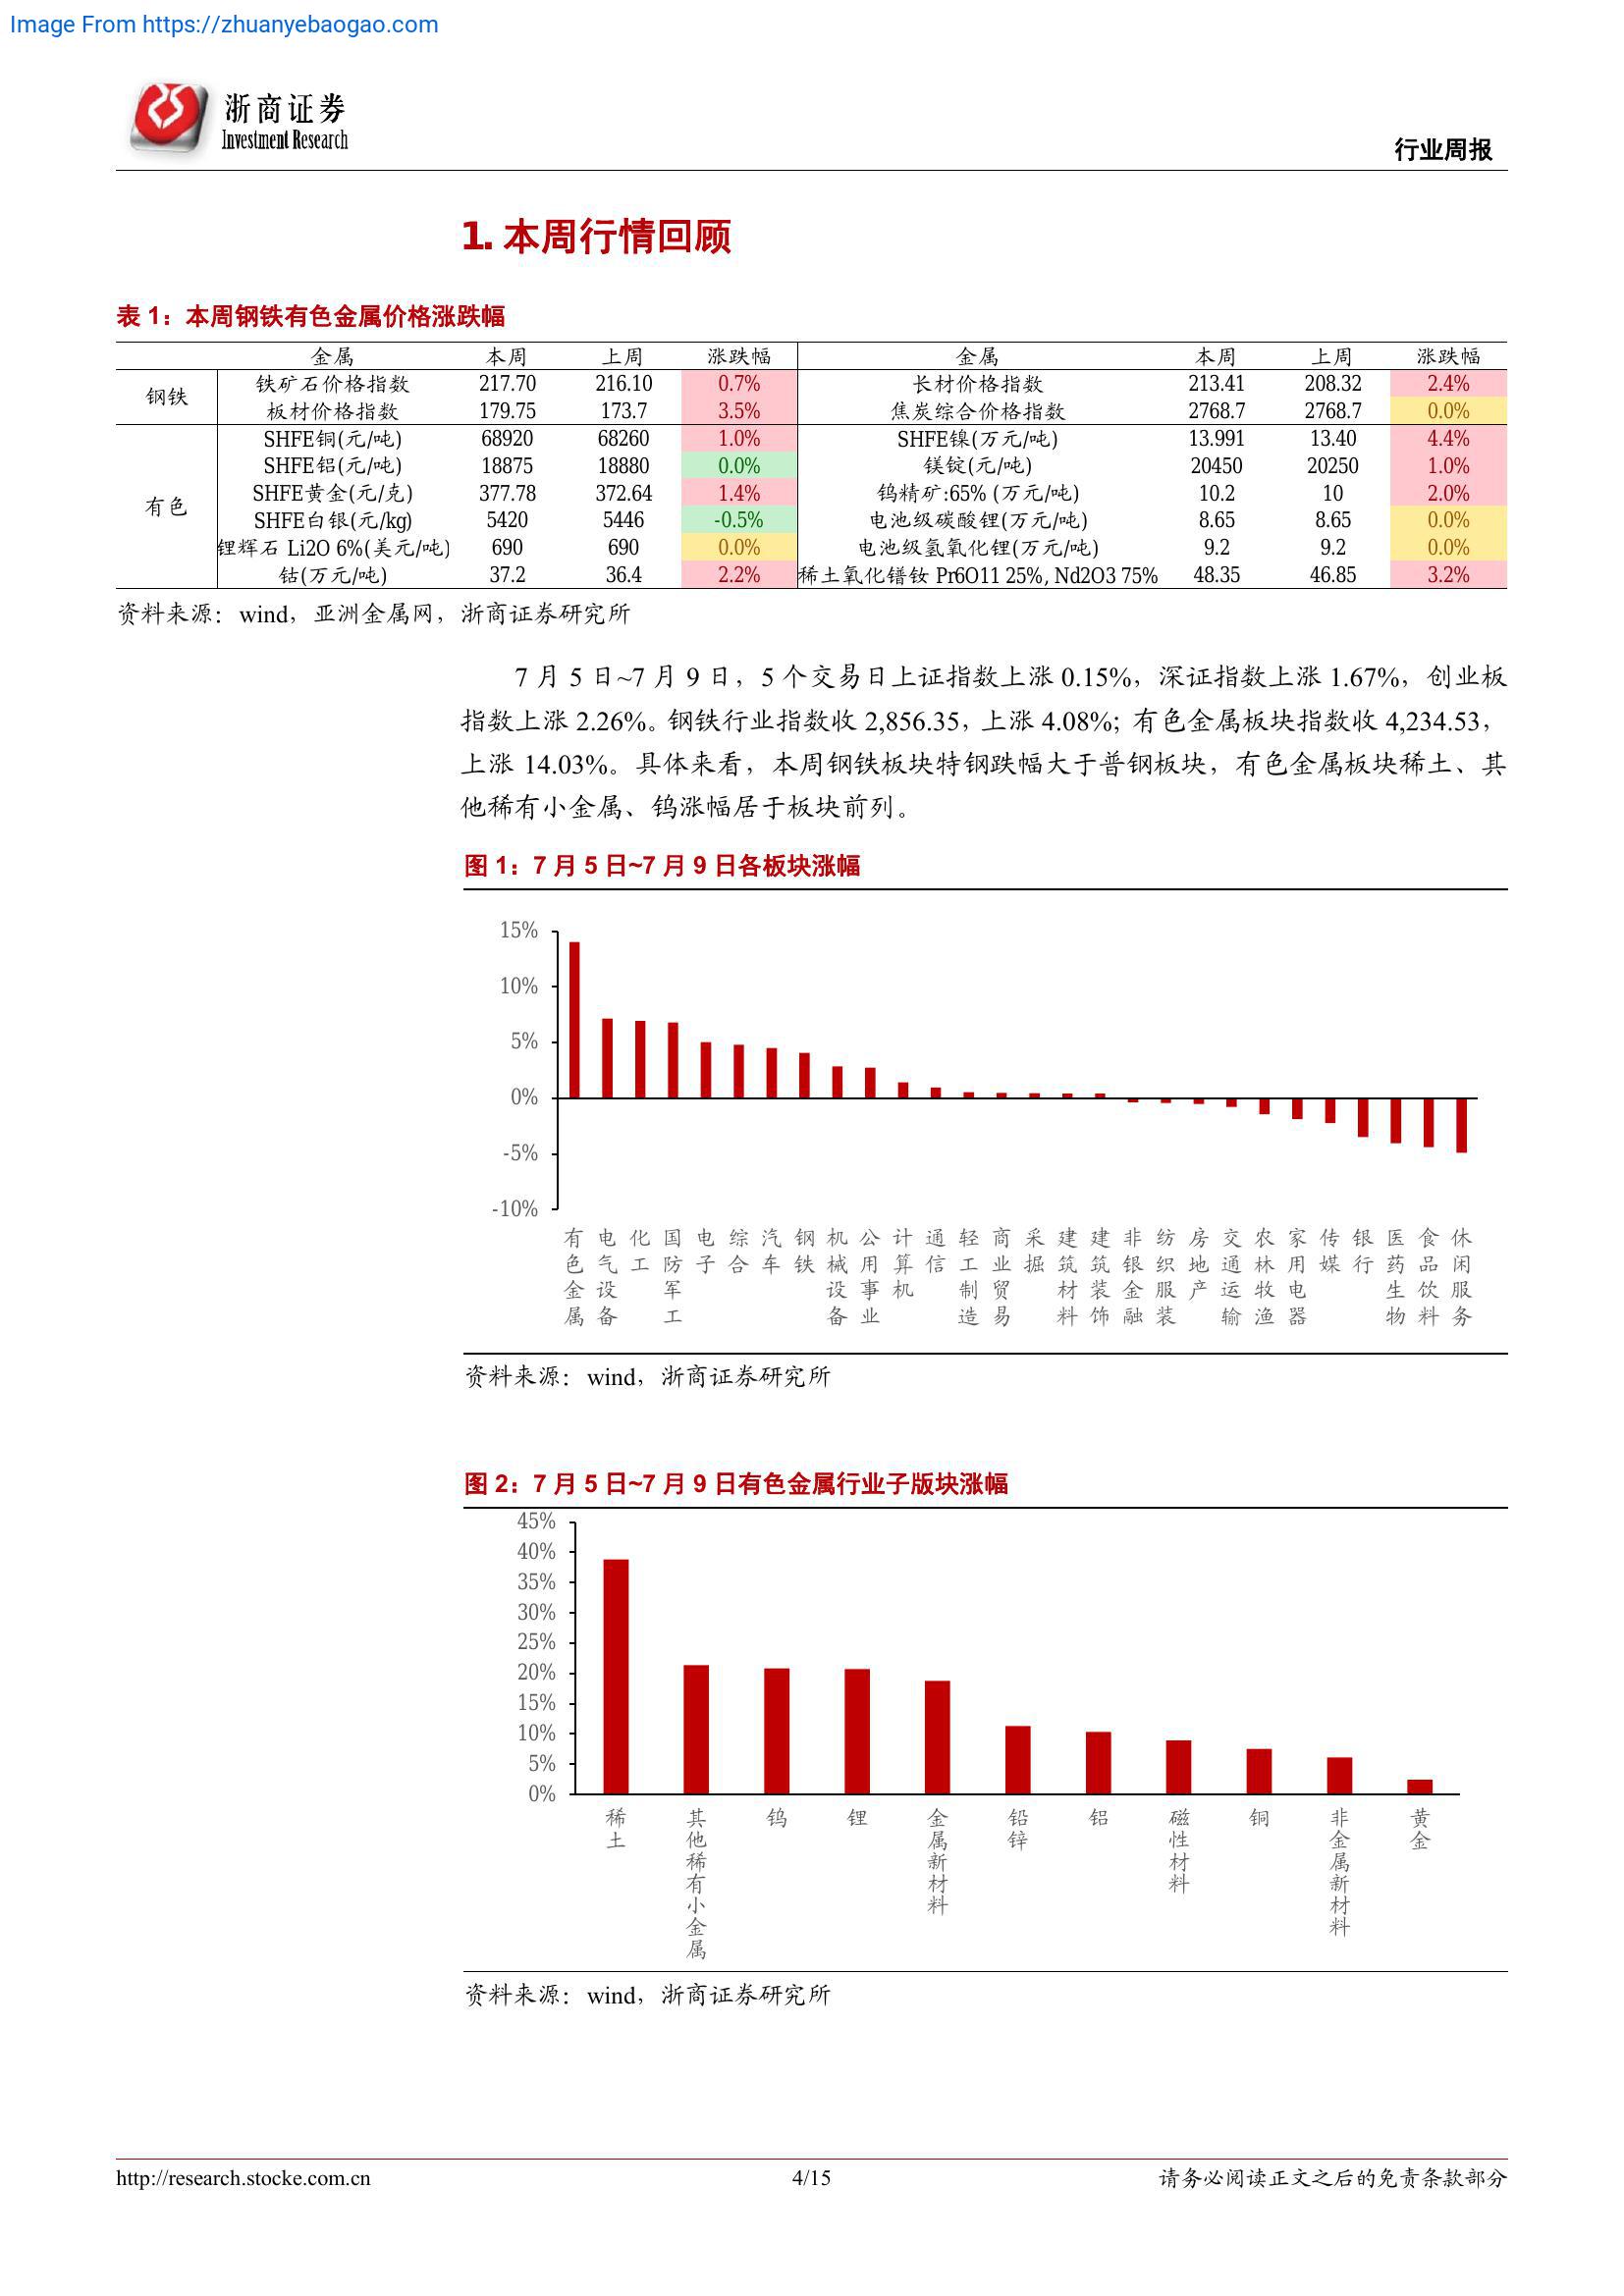 Image From https://zhuanyebaogao.com
浙商证券
Investment Research
行业周报
1. 本周行情回顾
表 1：本周钢铁有色金属价格涨跌幅
金属 本周 上周 涨跌幅 金属 本周 上周 涨跌幅
钢铁
铁矿石价格指数 217.70 216.10 0.7% 长材价格指数 213.41 208.32 2.4%
板材价格指数 179.75 173.7 3.5% 焦炭综合价格指数 2768.7 2768.7 0.0%
有色
SHFE铜(元/吨) 68920 68260 1.0% SHFE镍(万元/吨) 13.991 13.40 4.4%
SHFE铝(元/吨) 18875 18880 0.0% 镁锭(元/吨) 20450 20250 1.0%
SHFE黄金(元/克) 377.78 372.64 1.4% 钨精矿:65% (万元/吨) 10.2 10 2.0%
SHFE白银(元/kg) 5420 5446 -0.5% 电池级碳酸锂(万元/吨) 8.65 8.65 0.0%
锂辉石 Li2O 6%(美元/吨) 690 690 0.0% 电池级氢氧化锂(万元/吨) 9.2 9.2 0.0%
钴(万元/吨) 37.2 36.4 2.2% 稀土氧化镨钕 Pr6O11 25%, Nd2O3 75% 48.35 46.85 3.2%
资料来源：wind，亚洲金属网，浙商证券研究所
7 月 5 日~7 月 9 日，5 个交易日上证指数上涨 0.15%，深证指数上涨 1.67%，创业板
指数上涨 2.26%。钢铁行业指数收 2,856.35，上涨 4.08%；有色金属板块指数收 4,234.53，
上涨 14.03%。具体来看，本周钢铁板块特钢跌幅大于普钢板块，有色金属板块稀土、其
他稀有小金属、钨涨幅居于板块前列。
图 1：7 月 5 日~7 月 9 日各板块涨幅
15%
10%
5%
0%
-5%
-10%
有色金属 电气设备 化工 国防军工 电子 综合 汽车 钢铁 机械设备 公用事业 计算机 通信 轻工制造 商业贸易 采掘 建筑材料 建筑装饰 非银金融 纺织服装 房地产 交通运输 农林牧渔 家用电器 传媒 银行 医药生物 食品饮料 休闲服务
资料来源：wind，浙商证券研究所
图 2：7 月 5 日~7 月 9 日有色金属行业子版块涨幅
45%
40%
35%
30%
25%
20%
15%
10%
5%
0%
稀土 其他稀有小金属 钨 锂 金属新材料 铅锌 铝 磁性材料 铜 非金属新材料 黄金
资料来源：wind，浙商证券研究所
http://research.stocke.com.cn 4/15 请务必阅读正文之后的免责条款部分